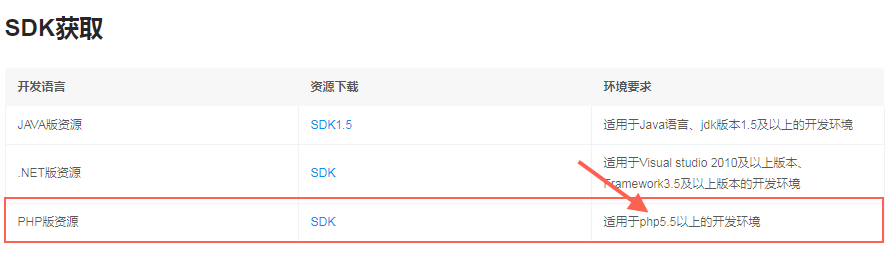 SDK获取
开发语言
资源下载
环境要求
JAVA版资源
SDK1.5
适用于Java语言、jdk版本1.5及以上的开发环境
.NET版资源
SDK
适用于Visual studio 2010及以上版本、
Framework3.5及以上版本的开发环境
PHP版资源
SDK
适用于php5.5以上的开发环境